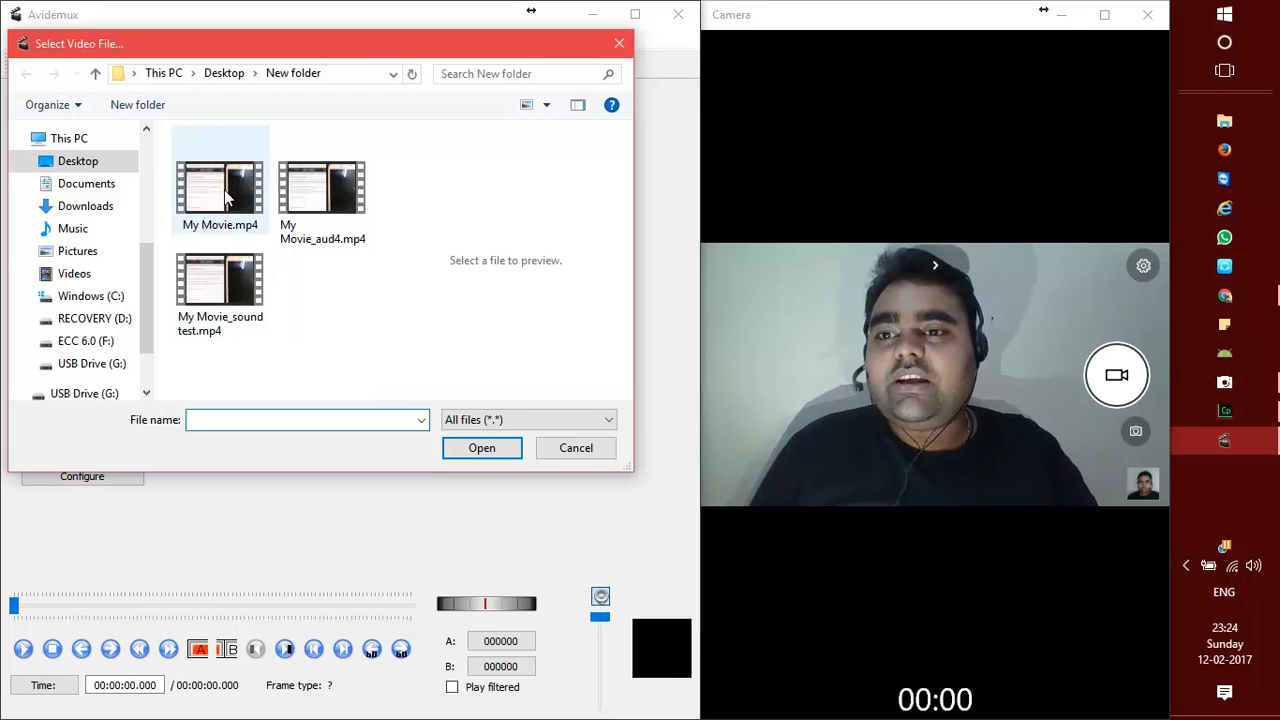 Avidemux
Select Video File...
This PC
Desktop
New folder
Search New folder
Organize
New folder
This PC
Desktop
Documents
Downloads
Music
Pictures
Videos
Windows (C:)
RECOVERY (D:)
ECC 6.0 (F:)
USB Drive (G:)
USB Drive (G:)
My Movie.mp4
My
Movie_aud4.mp4
My Movie_sound
test.mp4
Select a file to preview.
File name:
All files (*.*)
Open
Cancel
Configure
A
B
A:
000000
B:
000000
Play filtered
Time:
00:00:00.000
/ 00:00:00.000
Frame type: ?
Camera
00:00
Cp
ENG
23:24
Sunday
12-02-2017